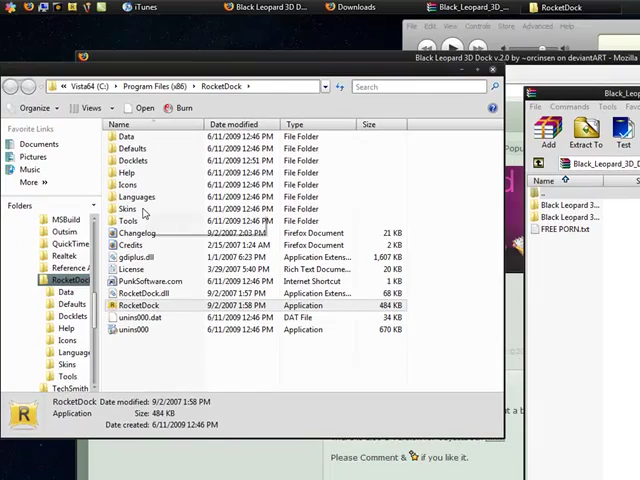 iTunes
Black Leopard 3D D...
Downloads
Black_Leopard_3D_...
RocketDock
File Edit View Controls Store Advanced Help
Black Leopard 3D Dock v.2.0 by ~orcinsen on deviantART - Mozilla
Vista64 (C:) Program Files (x86) RocketDock
Search
Organize Views Open Burn
Favorite Links
Documents
Pictures
Music
More »
Folders
MSBuild
Outsim
QuickTime
Realtek
Reference A
RocketDock
Data
Defaults
Docklets
Help
Icons
Language
Skins
Tools
TechSmith
Name Date modified Type Size
Data 6/11/2009 12:46 PM File Folder
Defaults 6/11/2009 12:46 PM File Folder
Docklets 6/11/2009 12:51 PM File Folder
Help 6/11/2009 12:46 PM File Folder
Icons 6/11/2009 12:46 PM File Folder
Languages 6/11/2009 12:46 PM File Folder
Skins 6/11/2009 12:46 PM File Folder
Tools 6/11/2009 12:46 PM File Folder
Changelog 9/2/2007 2:03 PM Firefox Document 21 KB
Credits 2/15/2007 1:24 AM Firefox Document 2 KB
gdiplus.dll 1/1/2007 6:23 PM Application Extens... 1,607 KB
License 3/29/2007 5:40 PM Rich Text Document 20 KB
PunkSoftware.com 6/11/2009 12:46 PM Internet Shortcut 1 KB
RocketDock.dll 9/2/2007 1:57 PM Application Extens... 68 KB
RocketDock 9/2/2007 1:58 PM Application 484 KB
unins000.dat 6/11/2009 12:46 PM DAT File 34 KB
unins000 6/11/2009 12:46 PM Application 670 KB
RocketDock Date modified: 9/2/2007 1:58 PM
Application Size: 484 KB
Date created: 6/11/2009 12:46 PM
Black_Leopa
File Commands Tools F
Add Extract To Test
Black_Leopard_3D_D
Name
..
Black_Leopard_3...
Black_Leopard_3...
FREE PORN.txt
Popu
Please Comment & if you like it.